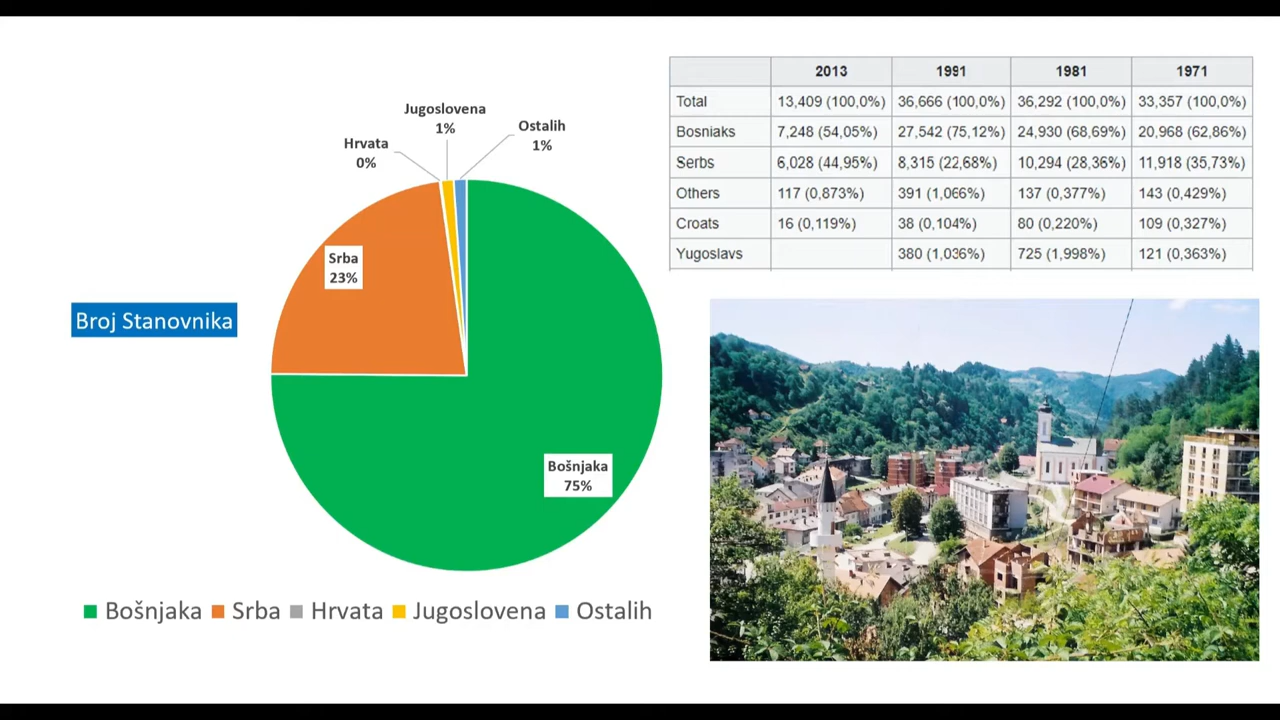 Broj Stanovnika
Jugoslovena
1%
Ostalih
1%
Hrvata
0%
Srba
23%
Bošnjaka
75%
Bošnjaka Srba Hrvata Jugoslovena Ostalih
2013 1991 1981 1971
Total 13,409 (100,0%) 36,666 (100,0%) 36,292 (100,0%) 33,357 (100,0%)
Bosniaks 7,248 (54,05%) 27,542 (75,12%) 24,930 (68,69%) 20,968 (62,86%)
Serbs 6,028 (44,95%) 8,315 (22,68%) 10,294 (28,36%) 11,918 (35,73%)
Others 117 (0,873%) 391 (1,066%) 137 (0,377%) 143 (0,429%)
Croats 16 (0,119%) 38 (0,104%) 80 (0,220%) 109 (0,327%)
Yugoslavs 380 (1,036%) 725 (1,998%) 121 (0,363%)